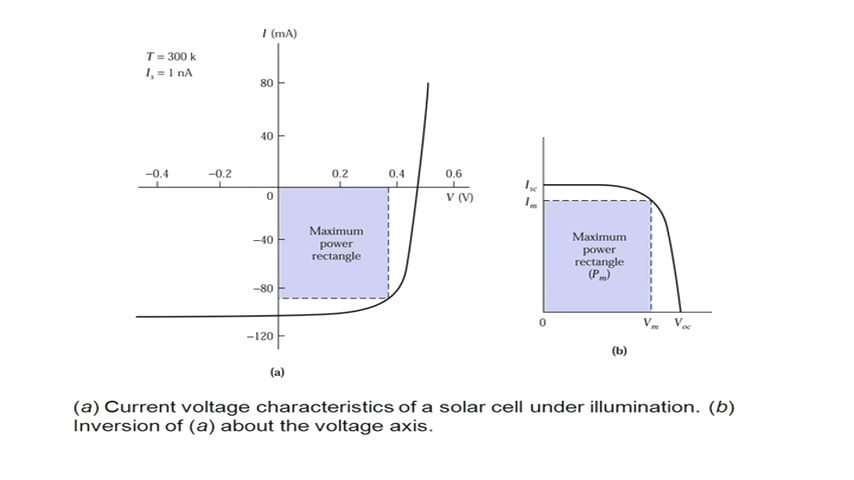 I (mA)
T = 300 k
I_s = 1 nA
80
40
−0.4 −0.2 0.2 0.4 0.6
0 V (V)
Maximum
power
rectangle
−40
−80
−120
(a)
I_sc
I_m
Maximum
power
rectangle
(P_m)
0 V_m V_oc
(b)
(a) Current voltage characteristics of a solar cell under illumination. (b)
Inversion of (a) about the voltage axis.